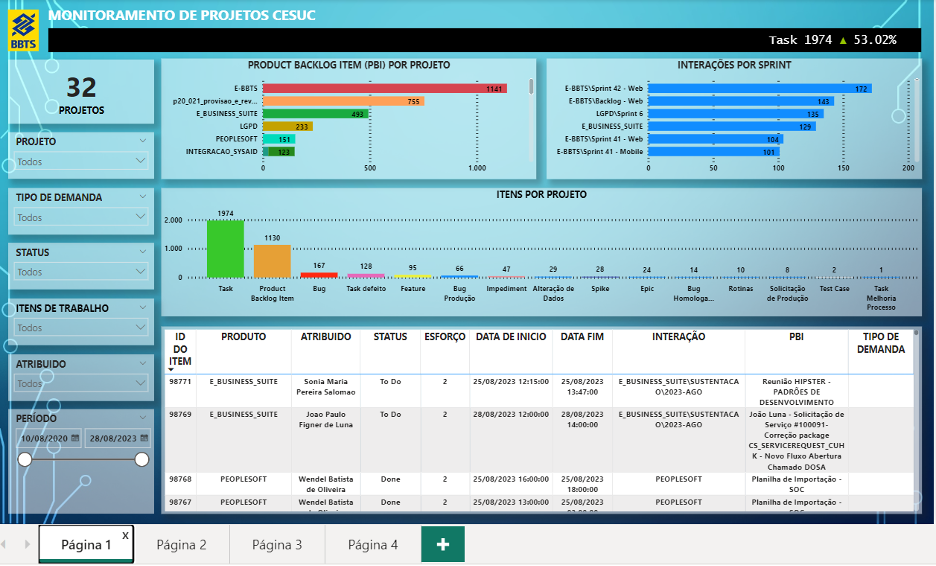 BBTS
MONITORAMENTO DE PROJETOS CESUC
Task 1974 ▲ 53.02%
32
PROJETOS
PROJETO
Todos
TIPO DE DEMANDA
Todos
STATUS
Todos
ITENS DE TRABALHO
Todos
ATRIBUIDO
Todos
PERÍODO
10/08/2020 28/08/2023
PRODUCT BACKLOG ITEM (PBI) POR PROJETO
E-BBTS 1141
p20_021_provisao_e_rev... 755
E_BUSINESS_SUITE 493
LGPD 233
PEOPLESOFT 151
INTEGRACAO_SYSAID 123
0 500 1.000
INTERAÇÕES POR SPRINT
E-BBTS\Sprint 42 - Web 172
E-BBTS\Backlog - Web 143
LGPD\Sprint 6 135
E_BUSINESS_SUITE 129
E-BBTS\Sprint 41 - Web 104
E-BBTS\Sprint 41 - Mobile 101
0 50 100 150 200
ITENS POR PROJETO
2.000
1.000
0
1974 1130 167 128 95 66 47 29 28 24 14 10 8 2 1
Task
Product Backlog Item
Bug
Task defeito
Feature
Bug Produção
Impediment
Alteração de Dados
Spike
Epic
Bug Homologa...
Rotinas
Solicitação de Produção
Test Case
Task Melhoria Processo
ID DO ITEM PRODUTO ATRIBUIDO STATUS ESFORÇO DATA DE INICIO DATA FIM INTERAÇÃO PBI TIPO DE DEMANDA
98771 E_BUSINESS_SUITE Sonia Maria Pereira Salomao To Do 2 25/08/2023 12:15:00 25/08/2023 13:47:00 E_BUSINESS_SUITE\SUSTENTACAO\2023-AGO Reunião HIPSTER - PADRÕES DE DESENVOLVIMENTO
98769 E_BUSINESS_SUITE Joao Paulo Figner de Luna To Do 2 28/08/2023 12:00:00 28/08/2023 14:00:00 E_BUSINESS_SUITE\SUSTENTACAO\2023-AGO João Luna - Solicitação de Serviço #100091- Correção package CS_SERVICEREQUEST_CUHK - Novo Fluxo Abertura Chamado DOSA
98768 PEOPLESOFT Wendel Batista de Oliveira Done 2 25/08/2023 16:00:00 25/08/2023 18:00:00 PEOPLESOFT Planilha de Importação - SOC
98767 PEOPLESOFT Wendel Batista Done 2 25/08/2023 13:00:00 25/08/2023 PEOPLESOFT Planilha de Importação -
Página 1 x
Página 2
Página 3
Página 4
+